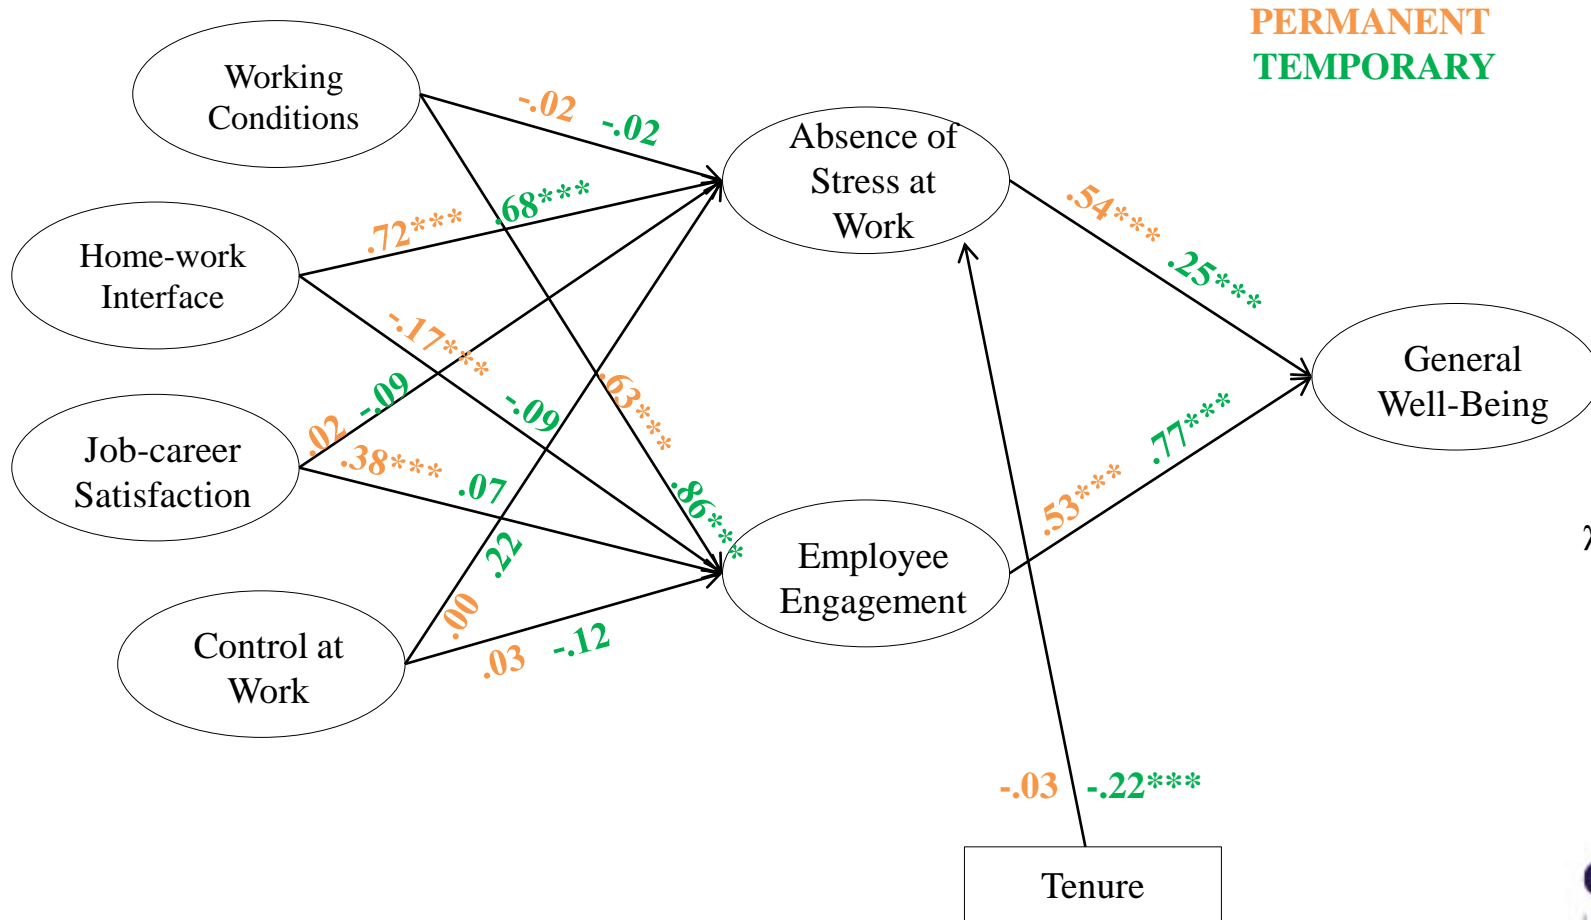 PERMANENT
TEMPORARY
Working
Conditions
-.02
-.02
Absence of
Stress at
Work
.72***
.68***
.54***
.25***
Home-work
Interface
-.17***
-.09
.63***
.86***
General
Well-Being
Job-career
Satisfaction
.02
-.09
.38***
.07
.53***
.77***
Employee
Engagement
Control at
Work
.00
.22
.03
-.12
-.03
-.22***
Tenure